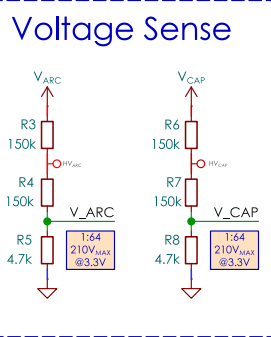 Voltage Sense
VARC
VCAP
R3
150k
R6
150k
HVARC
HVCAP
R4
150k
R7
150k
V_ARC
V_CAP
R5
4.7k
1:64
210VMAX
@3.3V
R8
4.7k
1:64
210VMAX
@3.3V